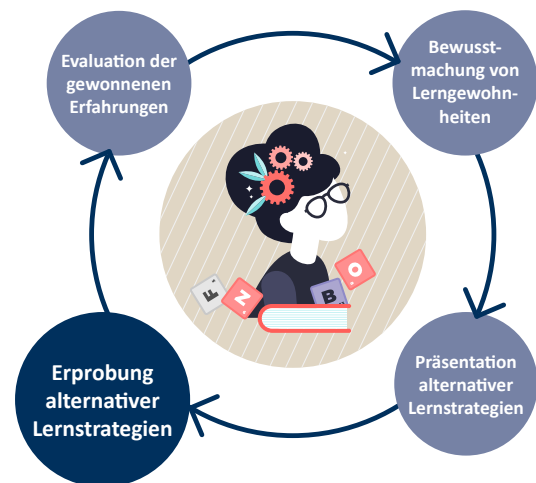 Evaluation der
gewonnenen
Erfahrungen
Bewusst-
machung von
Lerngewohn-
heiten
F
N
B
O
Präsentation
alternativer
Lernstrategien
Erprobung
alternativer
Lernstrategien